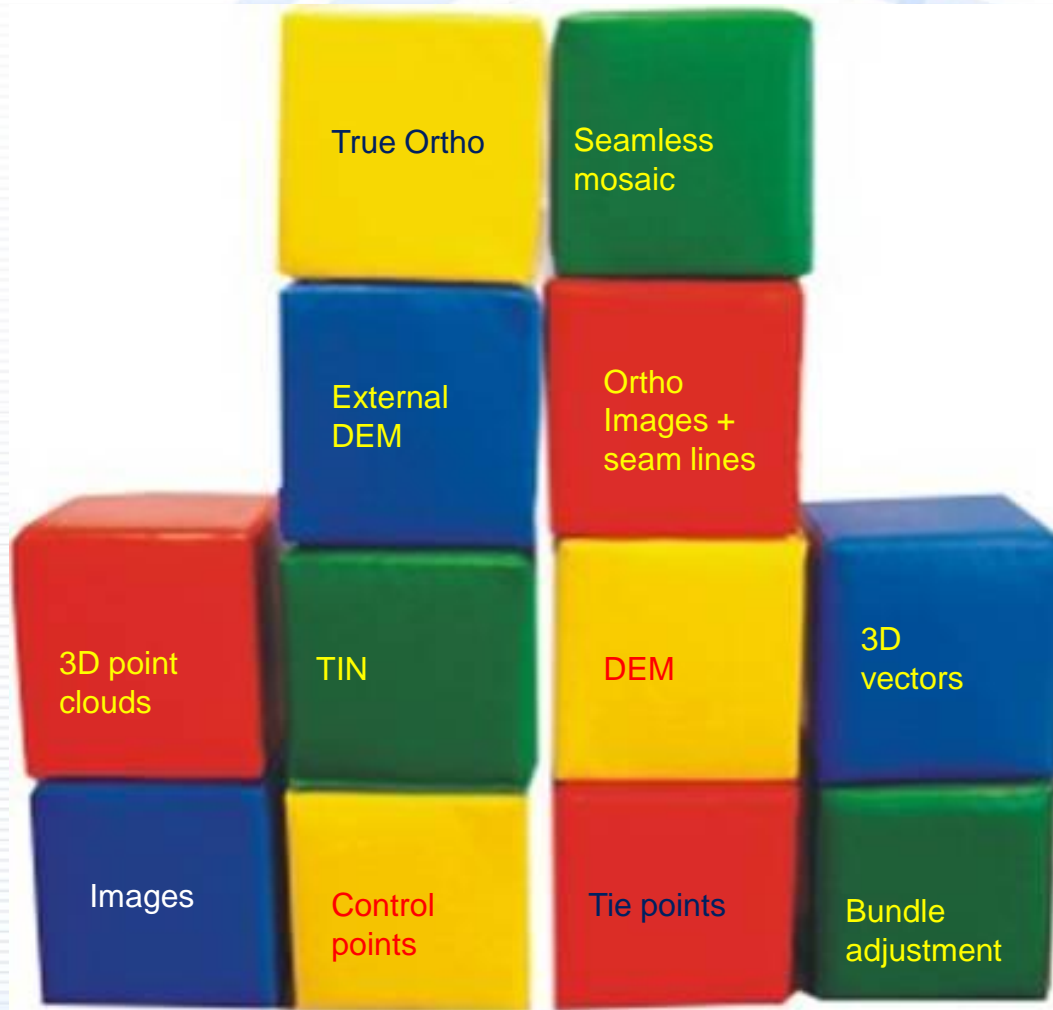 True Ortho
Seamless
mosaic
External
DEM
Ortho
Images +
seam lines
3D point
clouds
TIN
DEM
3D
vectors
Images
Control
points
Tie points
Bundle
adjustment